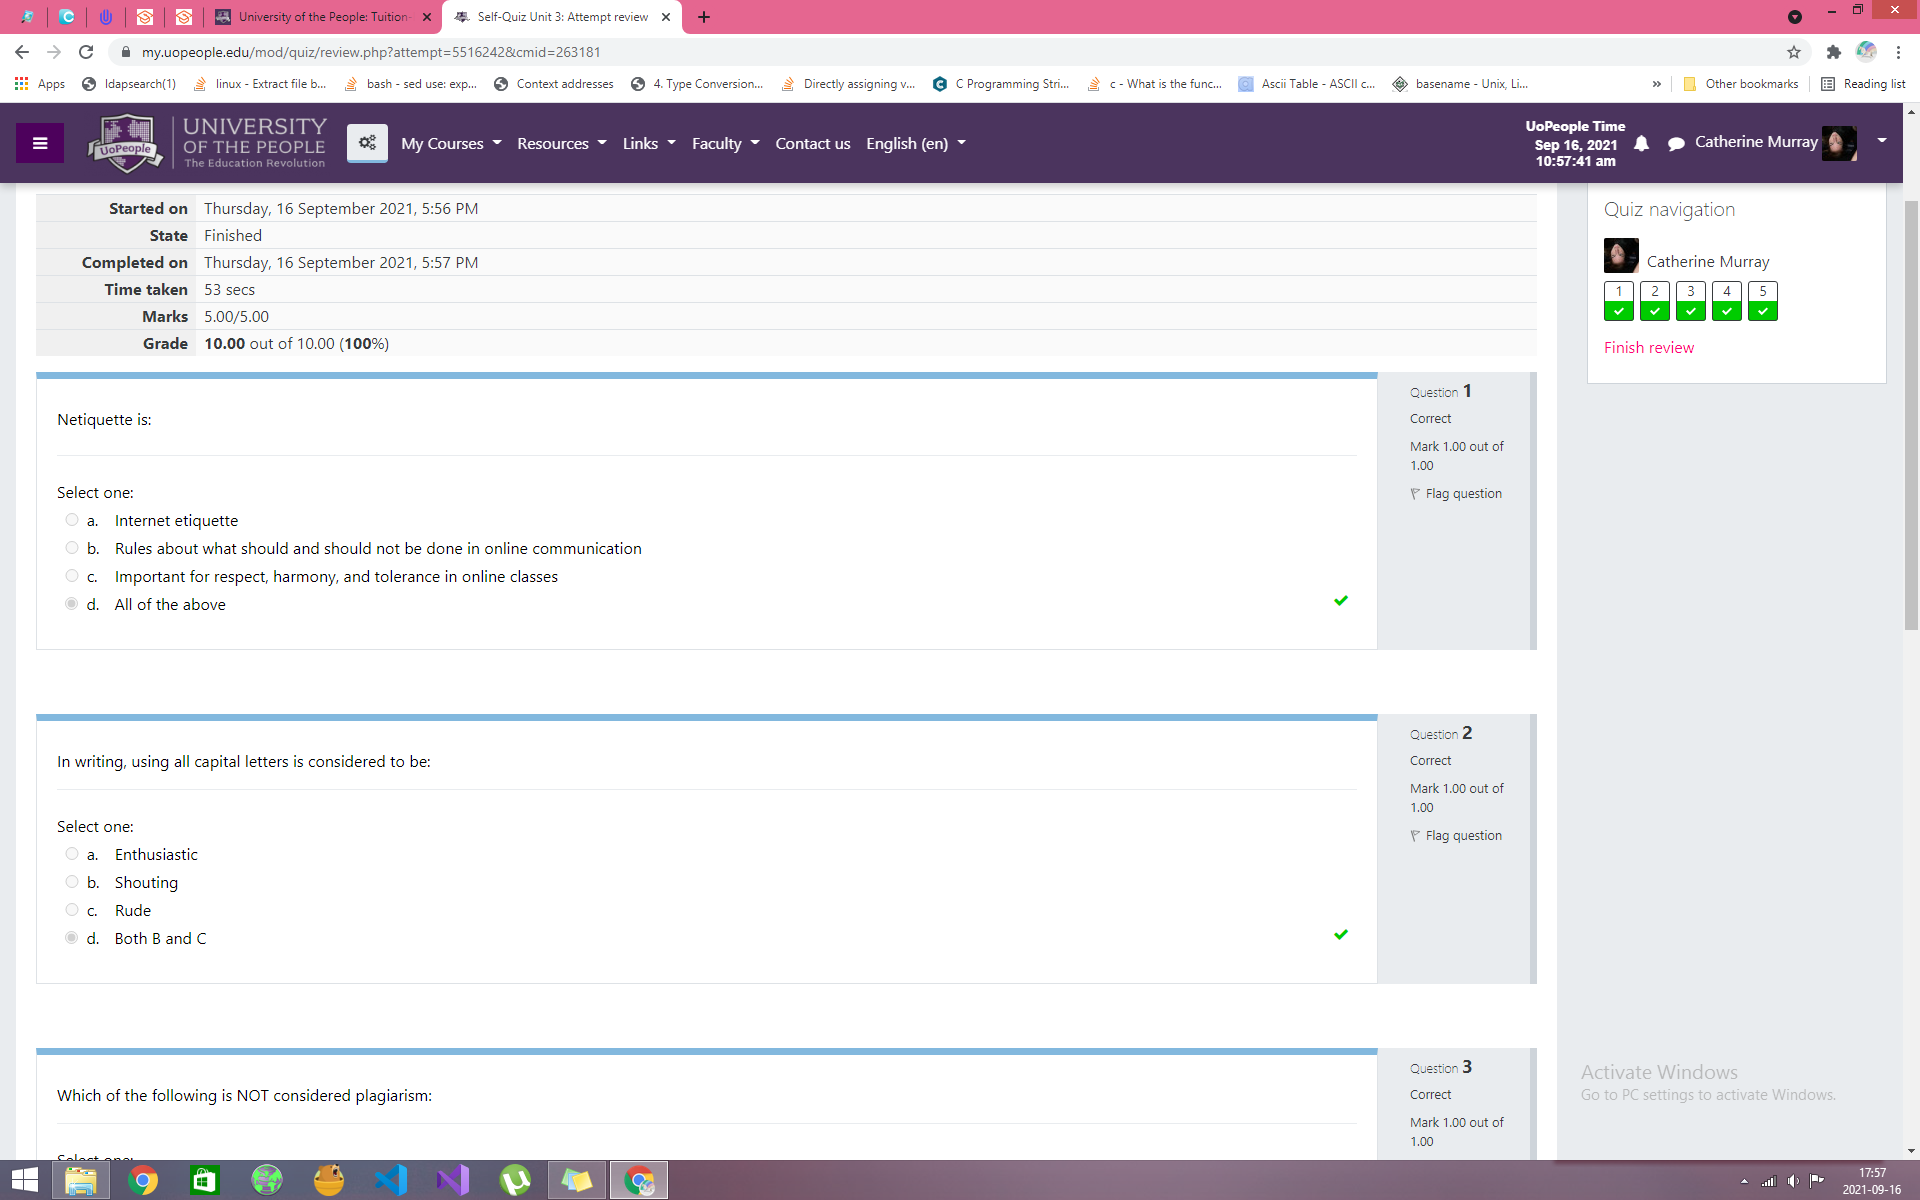 University of the People: Tuition-
Self-Quiz Unit 3: Attempt review
my.uopeople.edu/mod/quiz/review.php?attempt=5516242&cmid=263181
Apps ldapsearch(1) linux - Extract file b... bash - sed use: exp... Context addresses 4. Type Conversion... Directly assigning v... C Programming Stri... c - What is the func... Ascii Table - ASCII c... basename - Unix, Li... » Other bookmarks Reading list
UoPeople
UNIVERSITY
OF THE PEOPLE
The Education Revolution
My Courses Resources Links Faculty Contact us English (en)
UoPeople Time
Sep 16, 2021
10:57:41 am
Catherine Murray
Started on Thursday, 16 September 2021, 5:56 PM
State Finished
Completed on Thursday, 16 September 2021, 5:57 PM
Time taken 53 secs
Marks 5.00/5.00
Grade 10.00 out of 10.00 (100%)
Quiz navigation
Catherine Murray
1 2 3 4 5
Finish review
Netiquette is:
Select one:
a. Internet etiquette
b. Rules about what should and should not be done in online communication
c. Important for respect, harmony, and tolerance in online classes
d. All of the above
Question 1
Correct
Mark 1.00 out of
1.00
Flag question
In writing, using all capital letters is considered to be:
Select one:
a. Enthusiastic
b. Shouting
c. Rude
d. Both B and C
Question 2
Correct
Mark 1.00 out of
1.00
Flag question
Which of the following is NOT considered plagiarism:
Select one:
Question 3
Correct
Mark 1.00 out of
1.00
Activate Windows
Go to PC settings to activate Windows.
17:57
2021-09-16